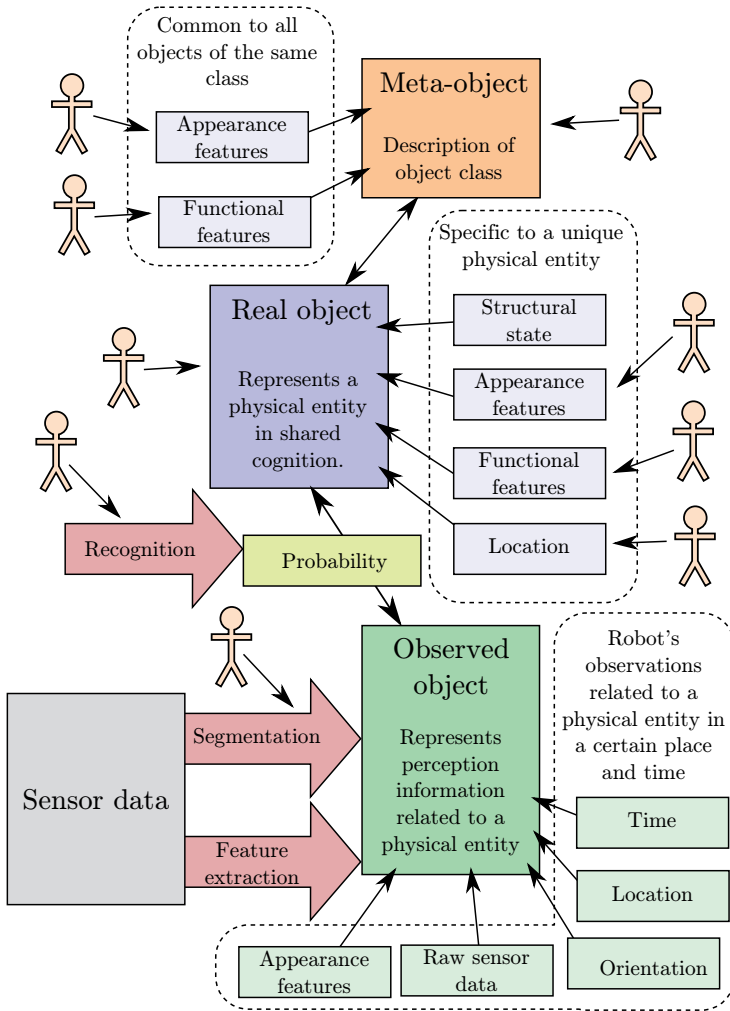 Common to all
objects of the same
class
Appearance
features
Functional
features
Meta-object
Description of
object class
Specific to a unique
physical entity
Structural
state
Appearance
features
Functional
features
Location
Real object
Represents a
physical entity
in shared
cognition.
Recognition
Probability
Observed
object
Represents
perception
information
related to a
physical entity
Robot's
observations
related to a
physical entity in
a certain place
and time
Segmentation
Sensor data
Feature
extraction
Time
Location
Orientation
Appearance
features
Raw sensor
data